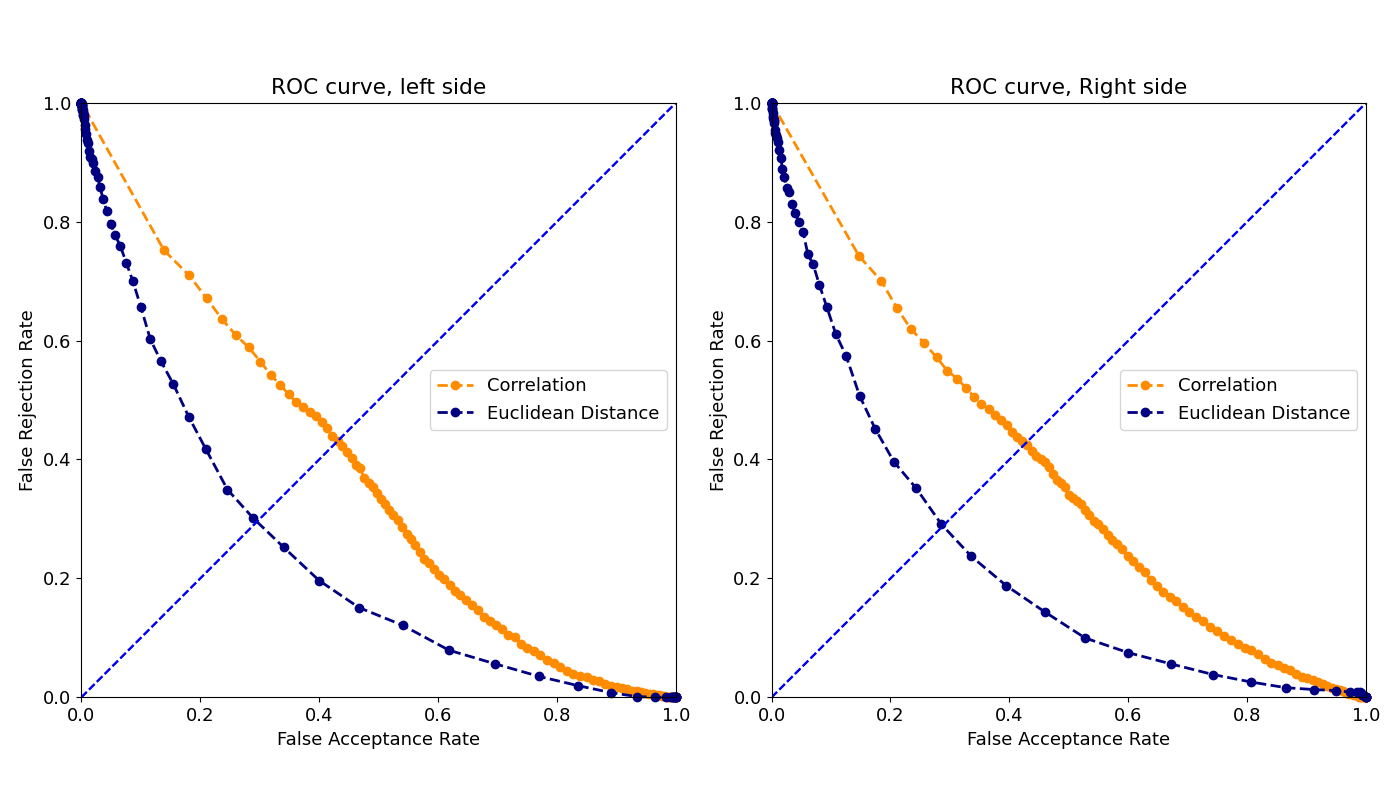 ROC curve, left side
1.0
0.8
0.6
0.4
0.2
0.0
False Rejection Rate
Correlation
Euclidean Distance
0.0 0.2 0.4 0.6 0.8 1.0
False Acceptance Rate
ROC curve, Right side
1.0
0.8
0.6
0.4
0.2
0.0
False Rejection Rate
Correlation
Euclidean Distance
0.0 0.2 0.4 0.6 0.8 1.0
False Acceptance Rate